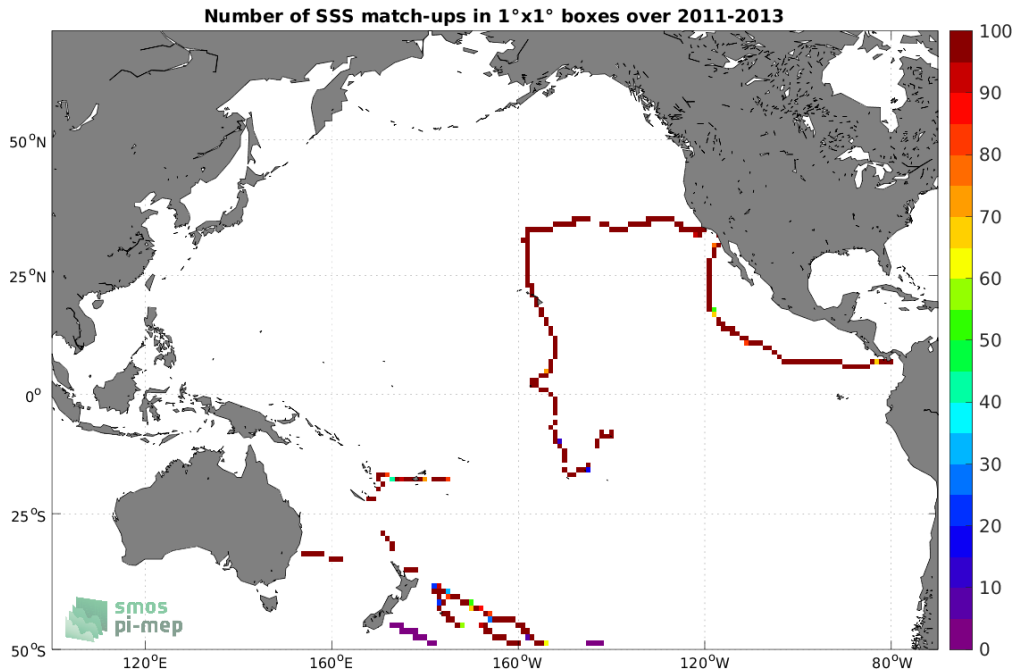 Number of SSS match-ups in 1°x1° boxes over 2011-2013
100
90
80
70
60
50
40
30
20
10
0
50°N
25°N
0°
25°S
50°S
smos
pi-mep
120°E
160°E
160°W
120°W
80°W